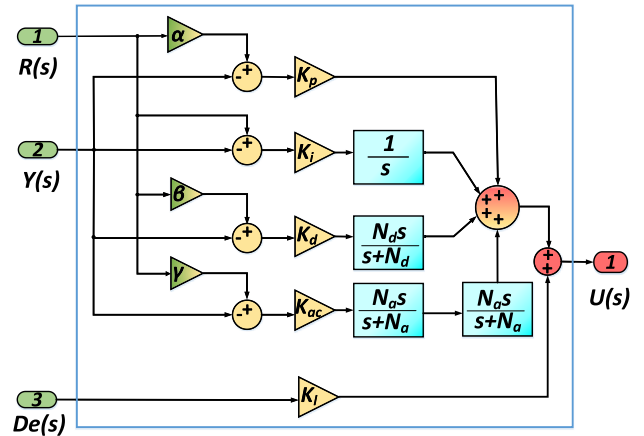 1
R(s)
α
- +
Kp
2
Y(s)
- +
Ki
1
s
β
- +
Kd
Nds
s+Nd
γ
- +
Kac
Nas
s+Na
Nas
s+Na
+ +
+ +
+
+
1
U(s)
3
De(s)
Kl